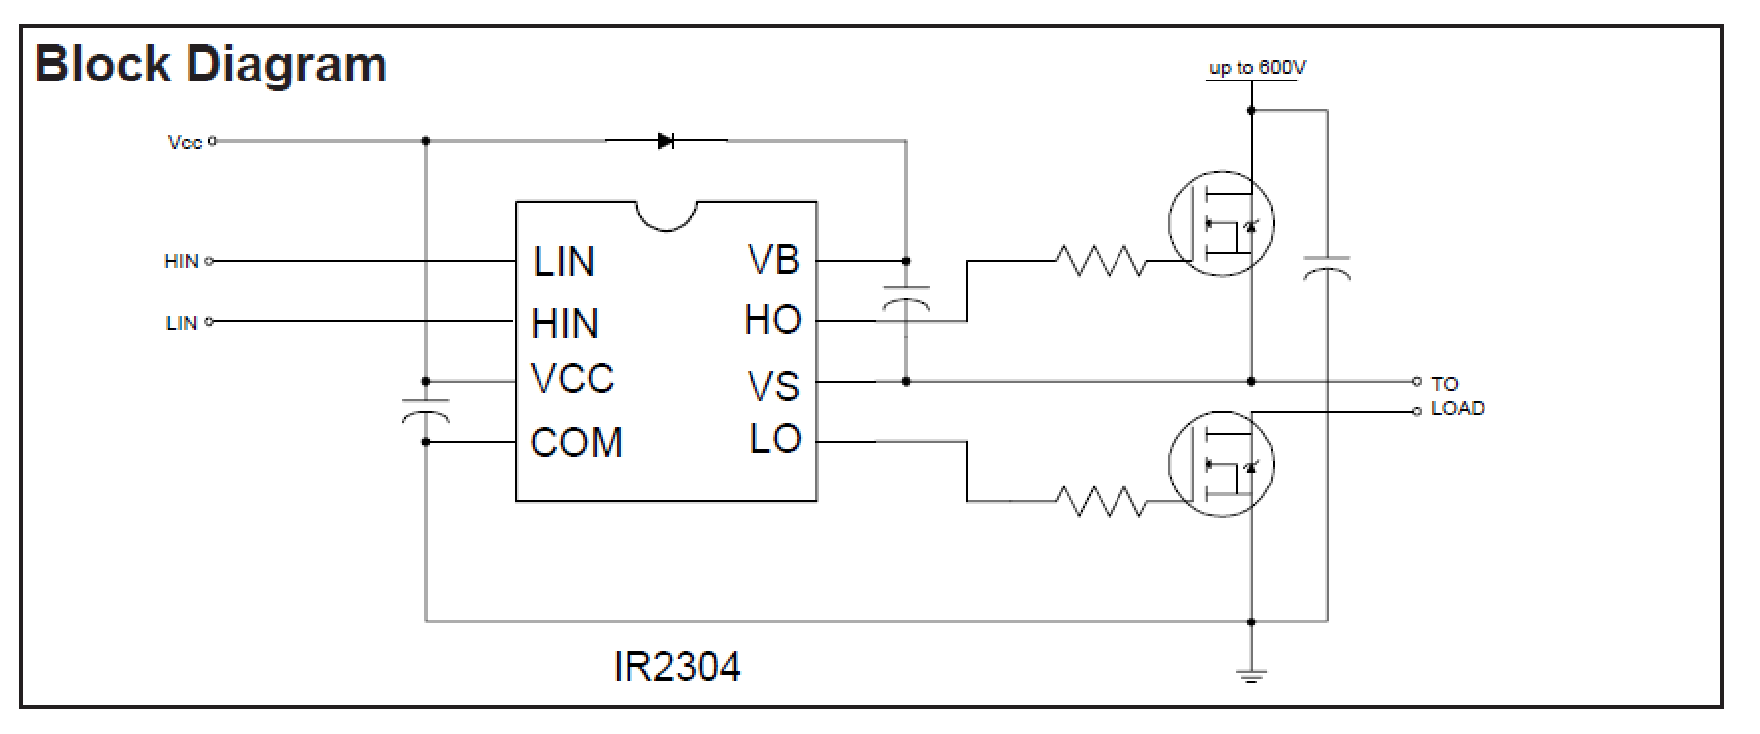 Block Diagram
up to 600V
Vcc
HIN
LIN
LIN
HIN
VCC
COM
VB
HO
VS
LO
TO
LOAD
IR2304